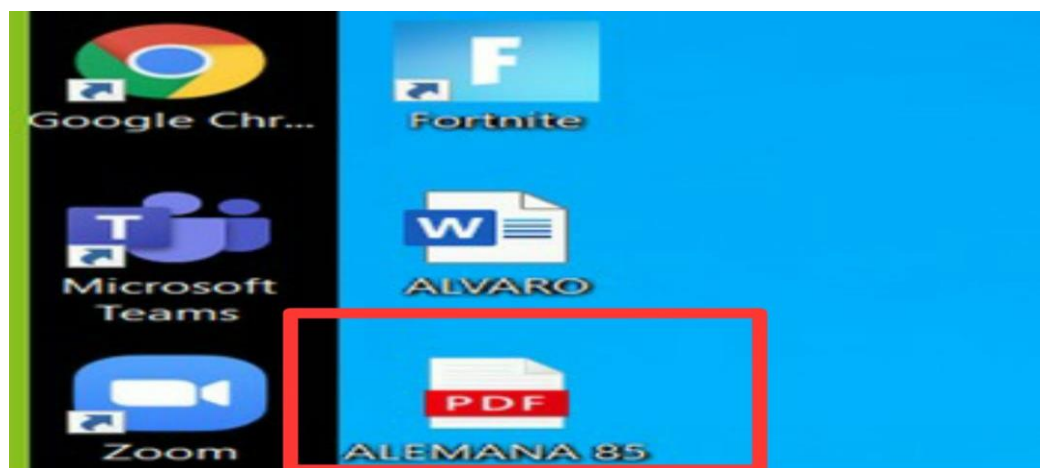 Google Chr...
Fortnite
T
Microsoft
Teams
W
ALVARO
Zoom
PDF
ALEMANA 85